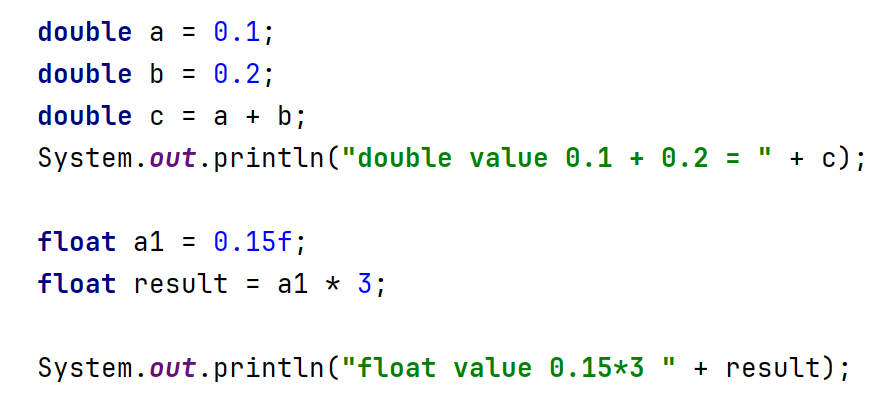 double a = 0.1;
double b = 0.2;
double c = a + b;
System.out.println("double value 0.1 + 0.2 = " + c);
float a1 = 0.15f;
float result = a1 * 3;
System.out.println("float value 0.15*3 " + result);